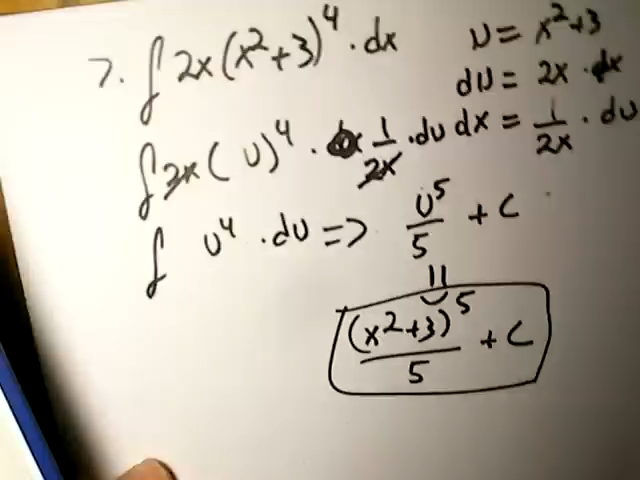 7. ∫ 2x(x²+3)⁴ · dx
u = x²+3
du = 2x · dx
dx = 1/2x · du
∫ 2x( u )⁴ · 1/2x · du
∫ u⁴ · du => u⁵/5 + C
=
(x²+3)⁵/5 + C